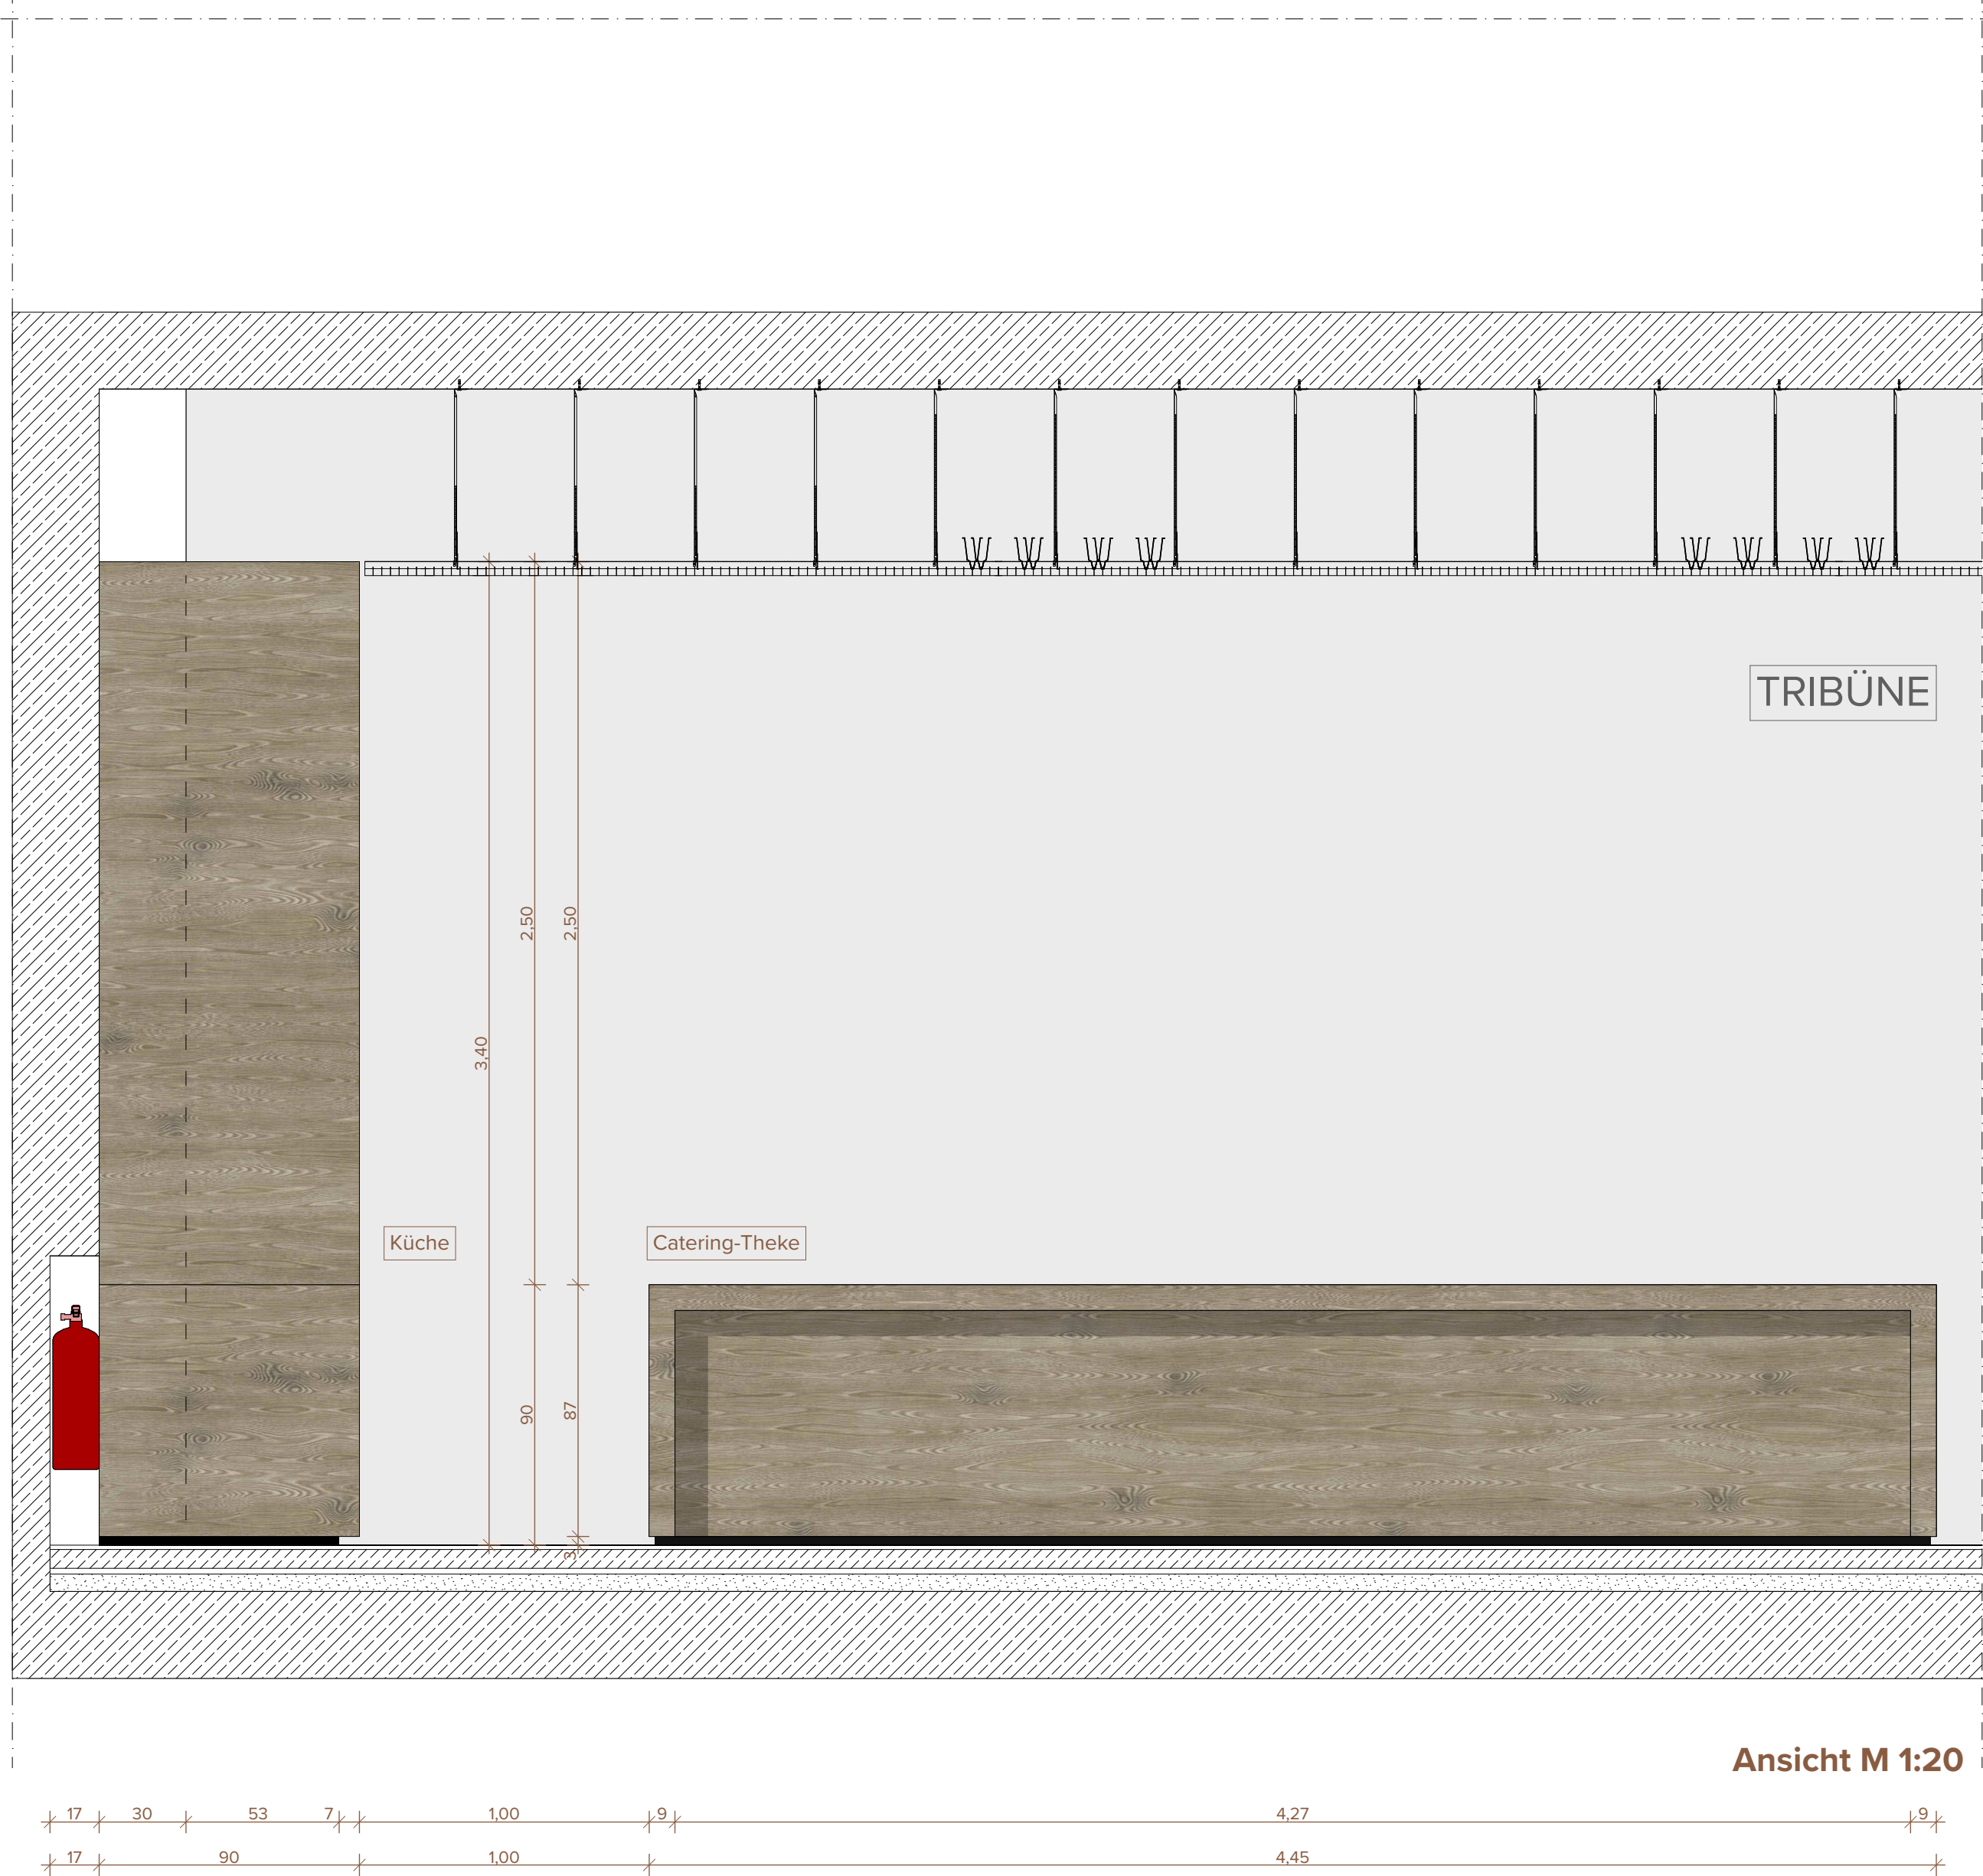 TRIBÜNE
2,50
2,50
3,40
Küche
Catering-Theke
90
87
3
Ansicht M 1:20
17 30 53 7 1,00 9 4,27 9
17 90 1,00 4,45